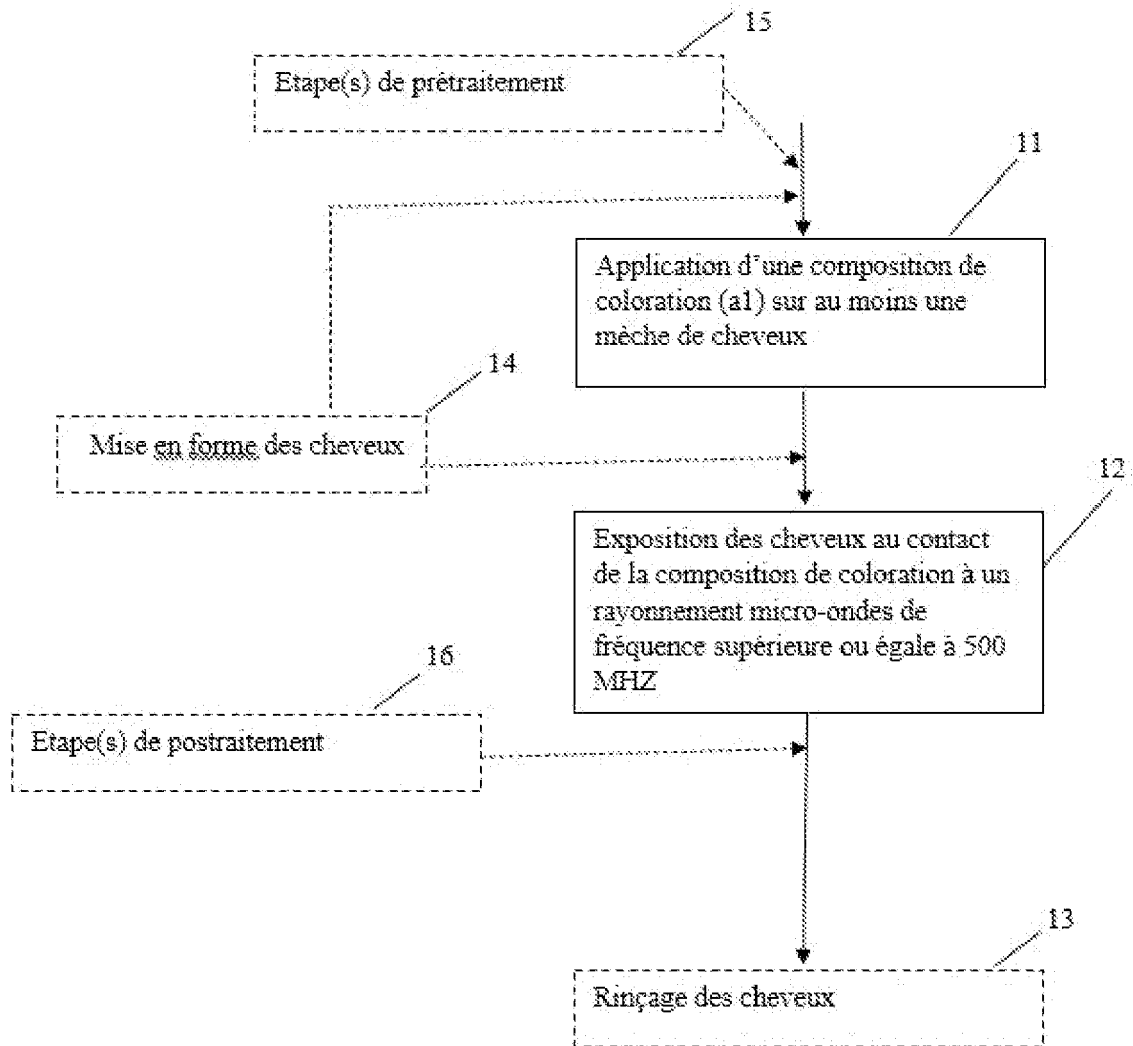 15
Etape(s) de prétraitement
11
Application d'une composition de
coloration (a1) sur au moins une
mèche de cheveux
14
Mise en forme des cheveux
12
Exposition des cheveux au contact
de la composition de coloration à un
rayonnement micro-ondes de
fréquence supérieure ou égale à 500
MHZ
16
Etape(s) de postraitement
13
Rinçage des cheveux